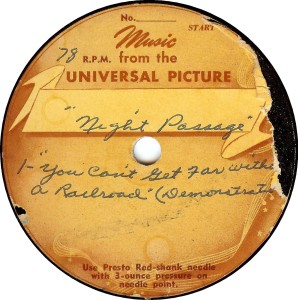 No.
START
Music
78 R.P.M. from the
UNIVERSAL PICTURE
"Night Passage"
1- "You Can't Get Far Witho
a Railroad" (Demonstrat
Use Presto Red-shank needle
with 3-ounce pressure on
needle point.